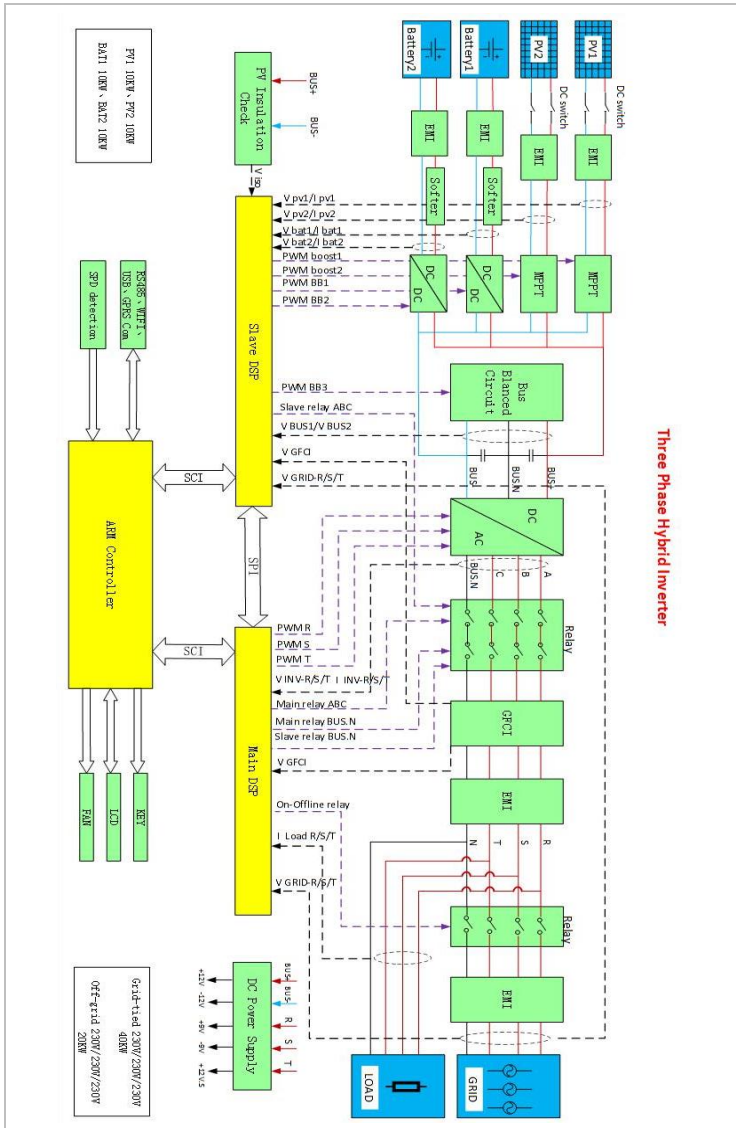 Three Phase Hybrid Inverter
PV1
PV2
Battery1
Battery2
DC switch
DC switch
EMI
EMI
EMI
EMI
Softer
Softer
MPPT
MPPT
DC
DC
DC
DC
Bus
Blanced
Circuit
BUS+
BUS.N
BUS-
DC
AC
A
B
C
BUS.N
Relay
GFCI
EMI
R
S
T
N
Relay
EMI
GRID
LOAD
BUS+
BUS-
PV Insulation
Check
V iso
V pv1/I pv1
V pv2/I pv2
V bat1/I bat1
V bat2/I bat2
PWM boost1
PWM boost2
PWM BB1
PWM BB2
PWM BB3
Slave relay ABC
V BUS1/V BUS2
V GFCI
V GRID-R/S/T
Slave DSP
SPI
PWM R
PWM S
PWM T
V INV-R/S/T
I INV-R/S/T
Main relay ABC
Main relay BUS.N
Slave relay BUS.N
V GFCI
On-Offline relay
I Load R/S/T
V GRID-R/S/T
Main DSP
SCI
SCI
ARM Controller
RS485、WIFI、
USB、GPRS Com
SPD detection
KEY
LCD
FAN
BUS+
BUS-
R
S
T
DC Power Supply
+12V
-12V
+9V
-9V
+12V.S
PV1 10KW、PV2 10KW
BAT1 10KW、BAT2 10KW
Grid-tied 230V/230V/230V
40KW
Off-grid 230V/230V/230V
20KW